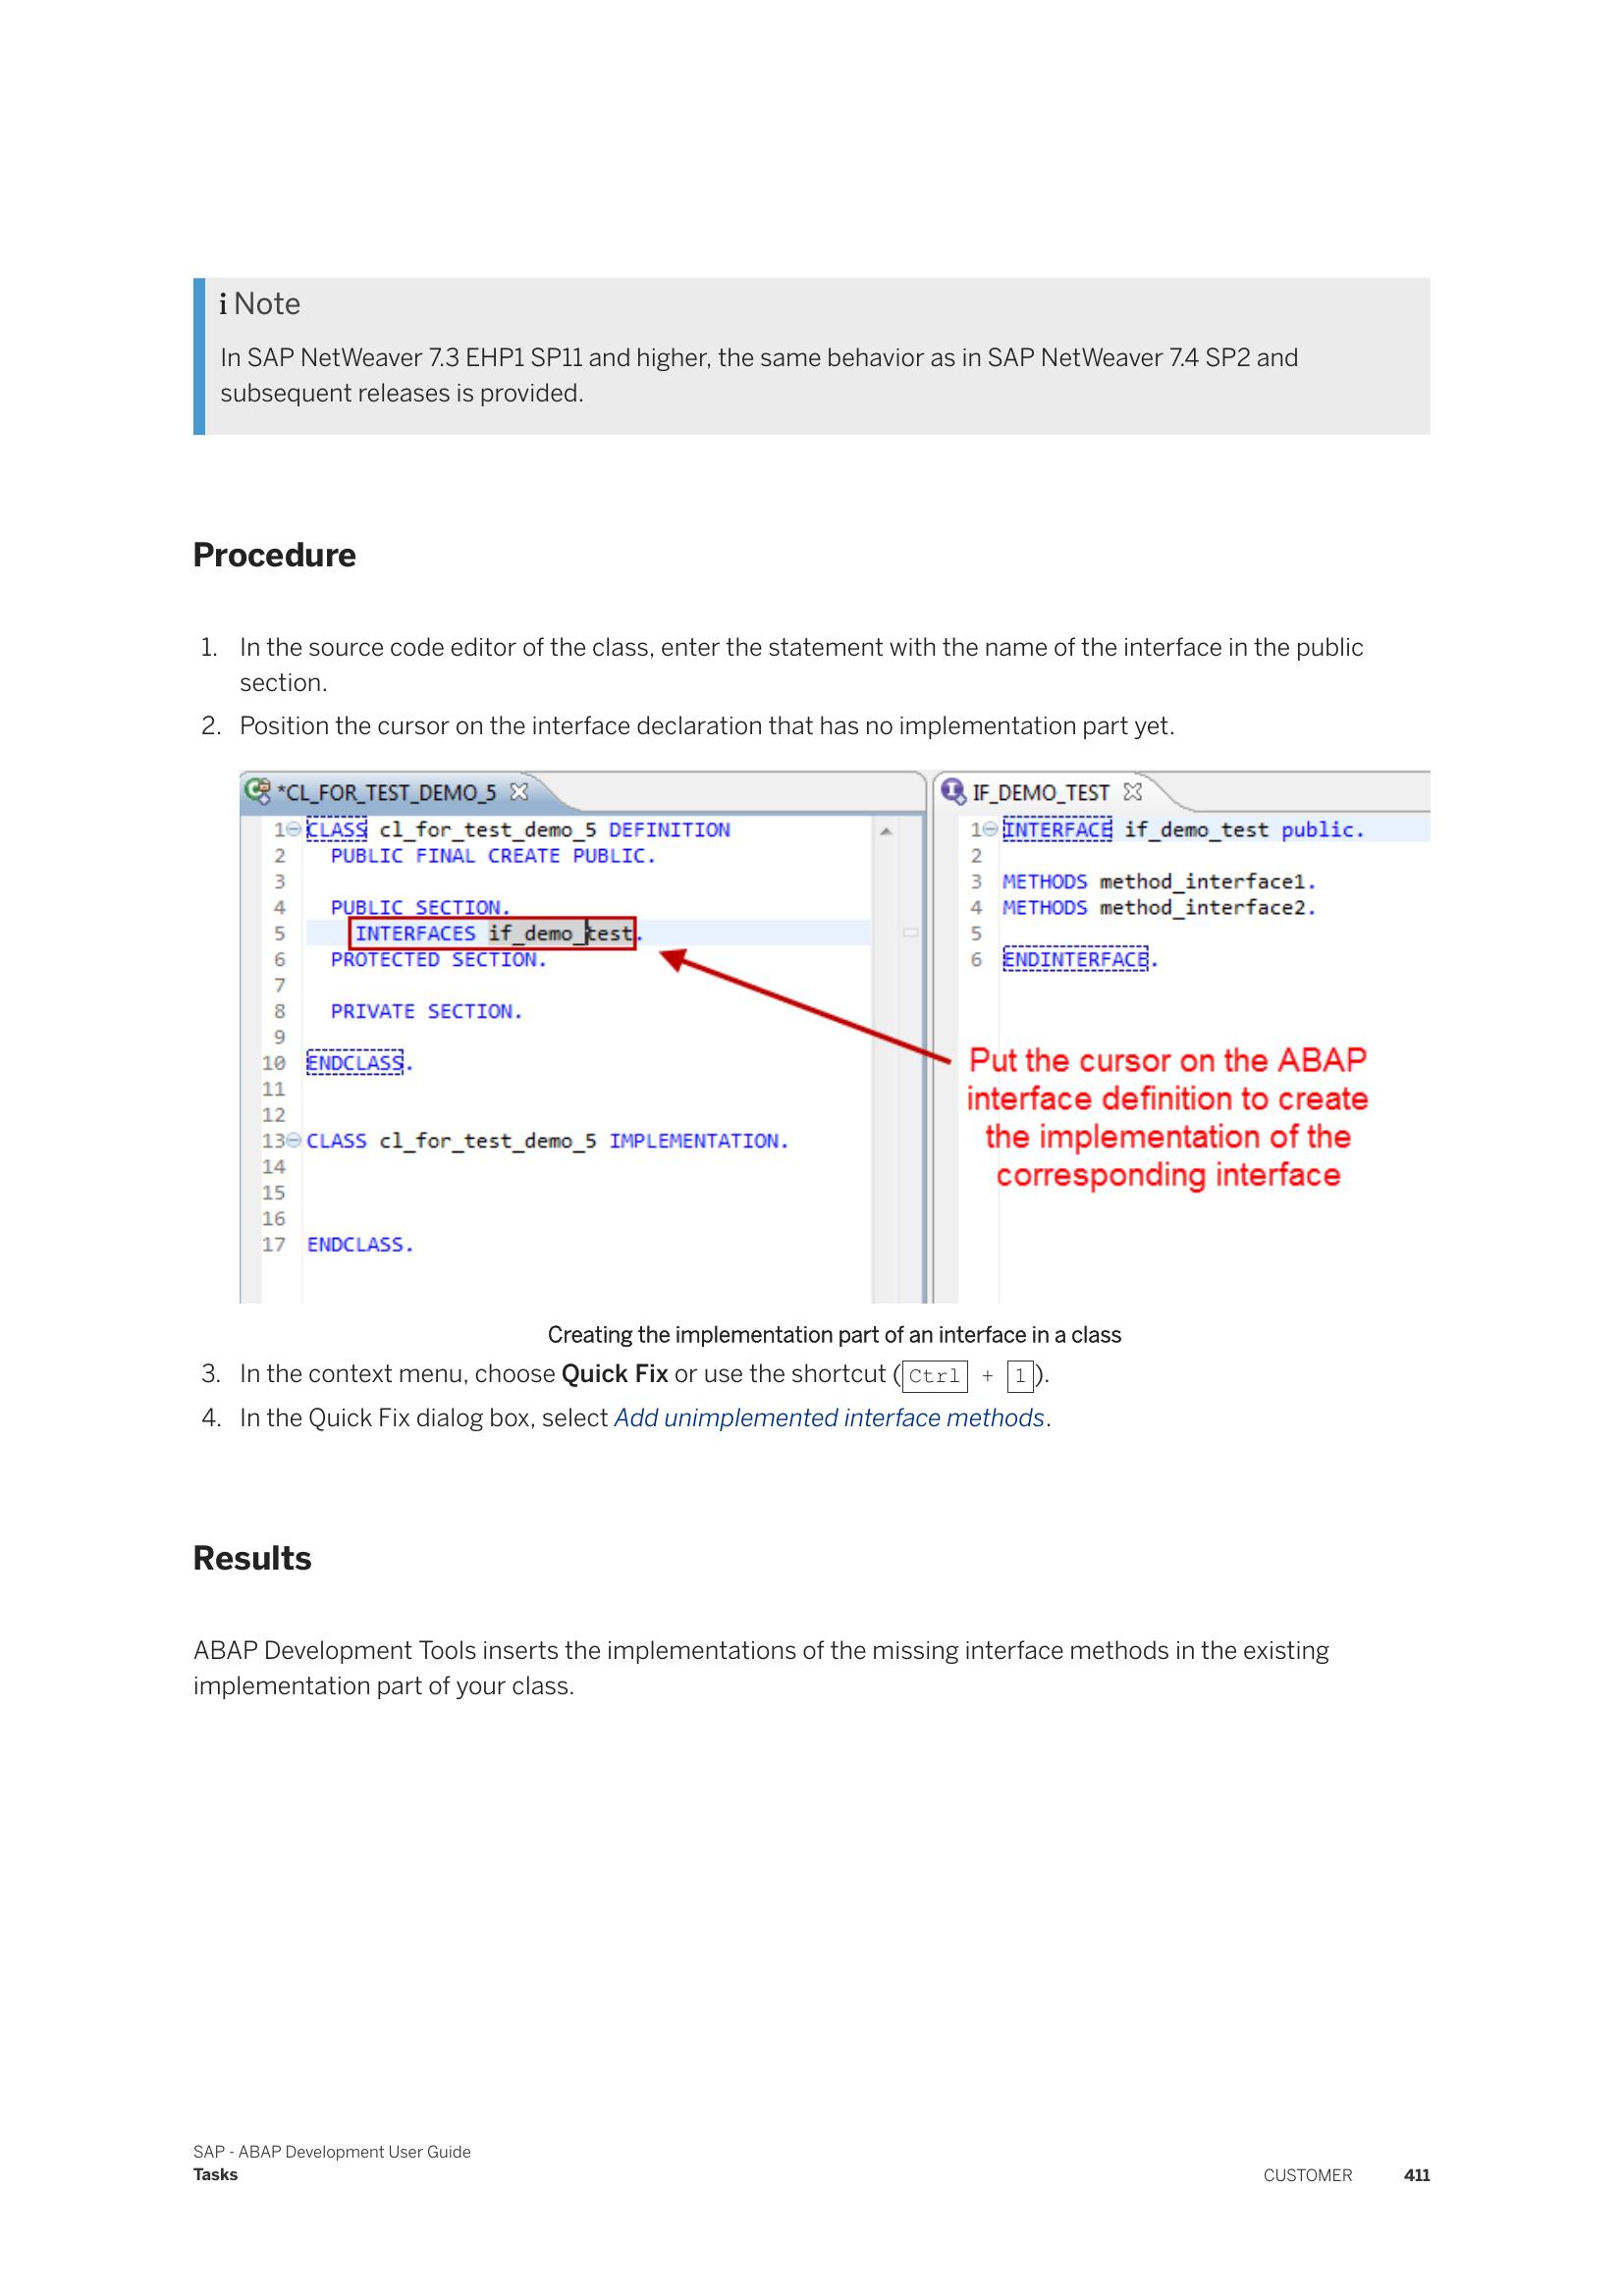 i Note
In SAP NetWeaver 7.3 EHP1 SP11 and higher, the same behavior as in SAP NetWeaver 7.4 SP2 and
subsequent releases is provided.
Procedure
1. In the source code editor of the class, enter the statement with the name of the interface in the public
section.
2. Position the cursor on the interface declaration that has no implementation part yet.
*CL_FOR_TEST_DEMO_5
1 CLASS cl_for_test_demo_5 DEFINITION
2 PUBLIC FINAL CREATE PUBLIC.
3
4 PUBLIC SECTION.
5 INTERFACES if_demo_test.
6 PROTECTED SECTION.
7
8 PRIVATE SECTION.
9
10 ENDCLASS.
11
12
13 CLASS cl_for_test_demo_5 IMPLEMENTATION.
14
15
16
17 ENDCLASS.
IF_DEMO_TEST
1 INTERFACE if_demo_test public.
2
3 METHODS method_interface1.
4 METHODS method_interface2.
5
6 ENDINTERFACE.
Put the cursor on the ABAP
interface definition to create
the implementation of the
corresponding interface
Creating the implementation part of an interface in a class
3. In the context menu, choose Quick Fix or use the shortcut (Ctrl + 1).
4. In the Quick Fix dialog box, select Add unimplemented interface methods.
Results
ABAP Development Tools inserts the implementations of the missing interface methods in the existing
implementation part of your class.
SAP - ABAP Development User Guide
Tasks
CUSTOMER 411